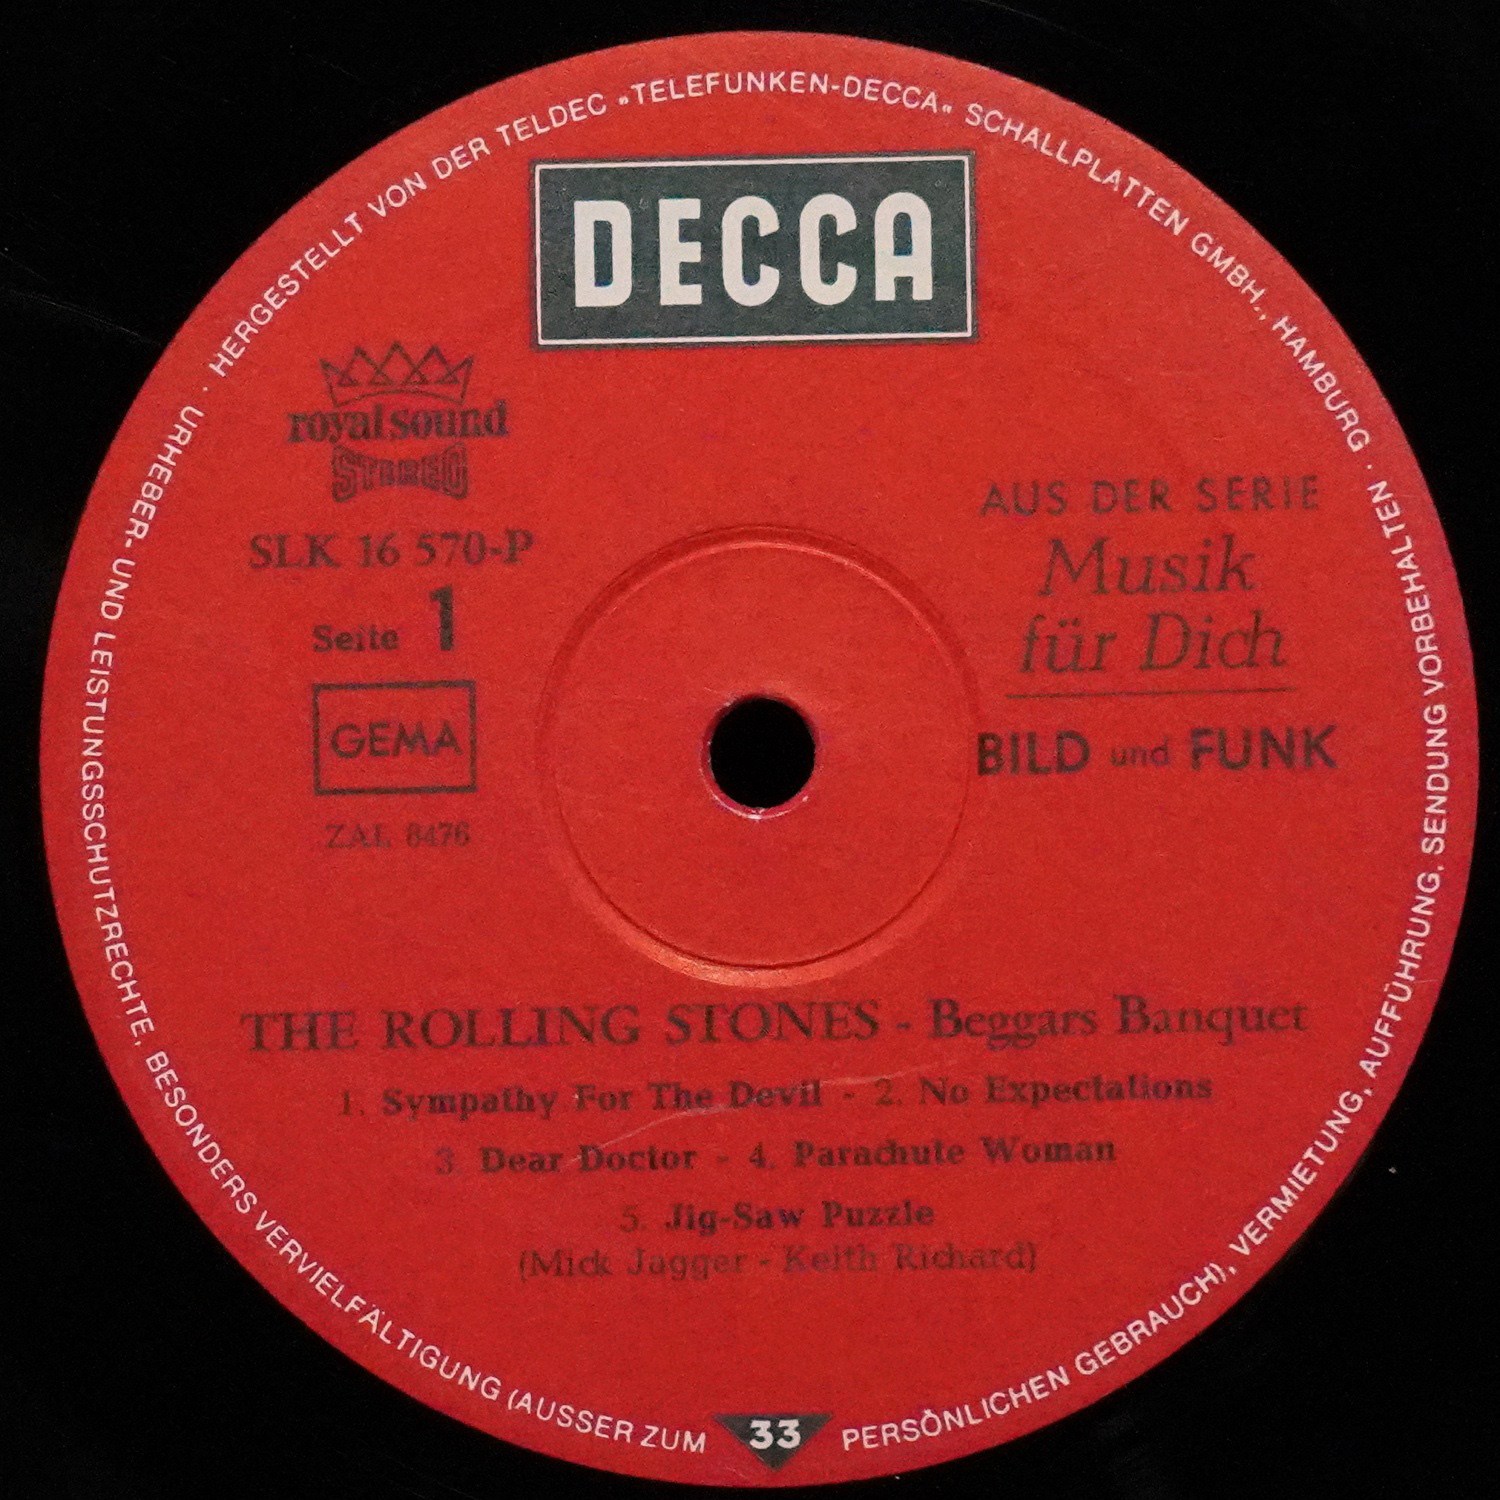 HERGESTELLT VON DER TELDEC »TELEFUNKEN-DECCA« SCHALLPLATTEN GMBH., HAMBURG · URHEBER- UND LEISTUNGSSCHUTZRECHTE, BESONDERS VERVIELFÄLTIGUNG (AUSSER ZUM PERSÖNLICHEN GEBRAUCH), VERMIETUNG, AUFFÜHRUNG, SENDUNG VORBEHALTEN ·
DECCA
royal sound
STEREO
SLK 16 570-P
Seite 1
GEMA
ZAL 8476
AUS DER SERIE
Musik
für Dich
BILD und FUNK
THE ROLLING STONES - Beggars Banquet
1. Sympathy For The Devil - 2. No Expectations
3. Dear Doctor - 4. Parachute Woman
5. Jig-Saw Puzzle
(Mick Jagger - Keith Richard)
33